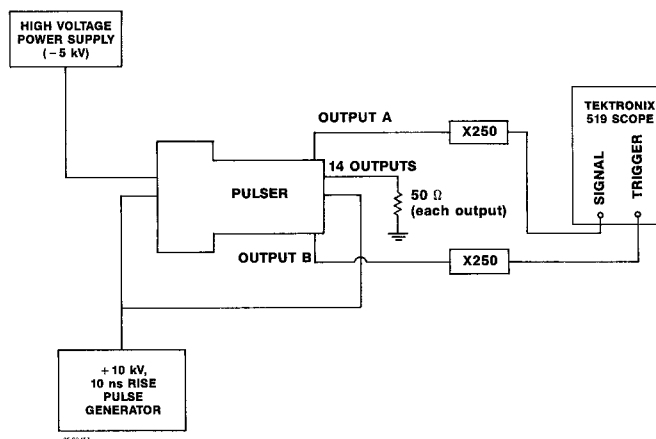 HIGH VOLTAGE
POWER SUPPLY
(−5 kV)
OUTPUT A
X250
TEKTRONIX
519 SCOPE
SIGNAL
TRIGGER
14 OUTPUTS
PULSER
50 Ω
(each output)
OUTPUT B
X250
+10 kV,
10 ns RISE
PULSE
GENERATOR